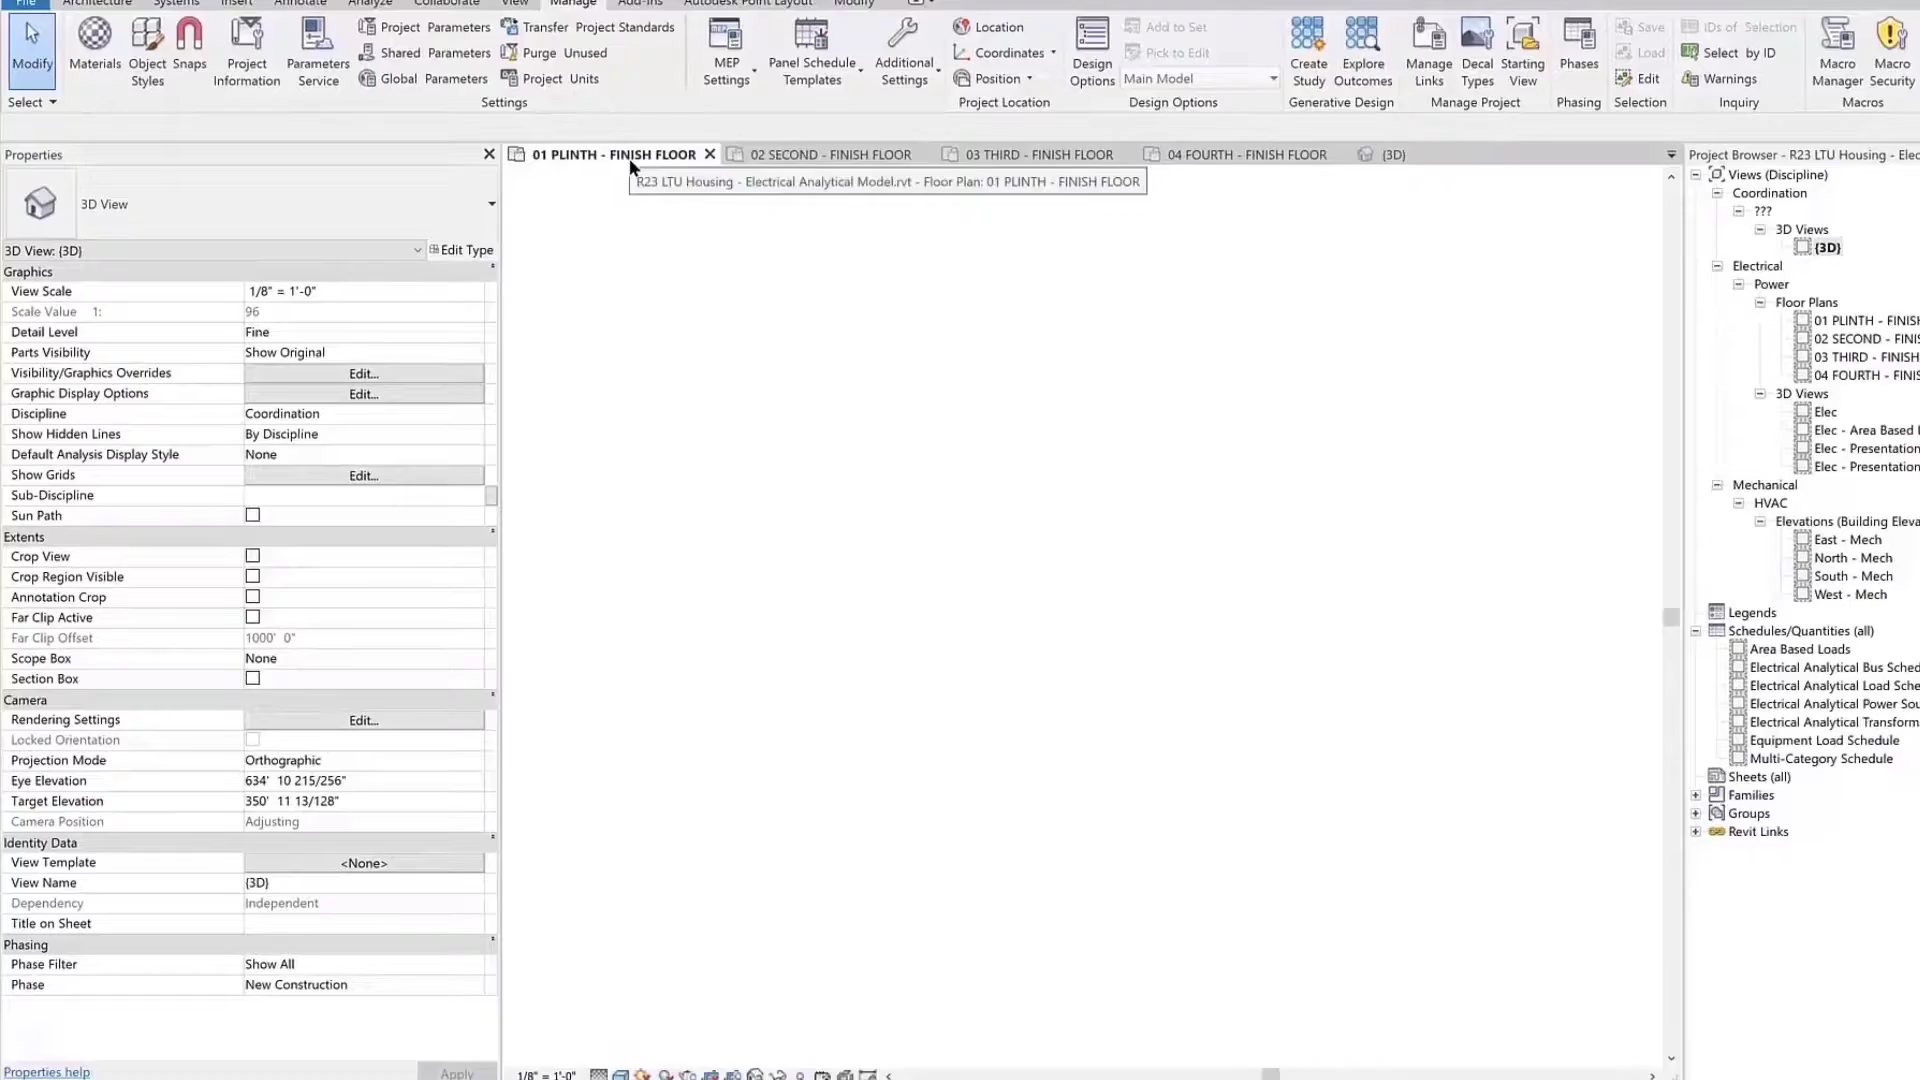 File Architecture Systems Insert Annotate Analyze Collaborate View Manage Add-Ins Autodesk Point Layout Modify
Modify
Select
Materials
Object Styles
Snaps
Project Information
Parameters Service
Project Parameters
Shared Parameters
Global Parameters
Transfer Project Standards
Purge Unused
Project Units
Settings
MEP Settings
Panel Schedule Templates
Additional Settings
Location
Coordinates
Position
Project Location
Design Options
Add to Set
Pick to Edit
Main Model
Design Options
Create Study
Explore Outcomes
Generative Design
Manage Links
Decal Types
Starting View
Manage Project
Phases
Phasing
Save
Load
Edit
Selection
IDs of Selection
Select by ID
Warnings
Inquiry
Macro Manager
Macro Security
Macros
Properties
3D View
3D View: {3D}
Edit Type
Graphics
View Scale 1/8" = 1'-0"
Scale Value 1: 96
Detail Level Fine
Parts Visibility Show Original
Visibility/Graphics Overrides Edit...
Graphic Display Options Edit...
Discipline Coordination
Show Hidden Lines By Discipline
Default Analysis Display Style None
Show Grids Edit...
Sub-Discipline
Sun Path
Extents
Crop View
Crop Region Visible
Annotation Crop
Far Clip Active
Far Clip Offset 1000' 0"
Scope Box None
Section Box
Camera
Rendering Settings Edit...
Locked Orientation
Projection Mode Orthographic
Eye Elevation 634' 10 215/256"
Target Elevation 350' 11 13/128"
Camera Position Adjusting
Identity Data
View Template <None>
View Name {3D}
Dependency Independent
Title on Sheet
Phasing
Phase Filter Show All
Phase New Construction
Properties help
Apply
01 PLINTH - FINISH FLOOR
02 SECOND - FINISH FLOOR
03 THIRD - FINISH FLOOR
04 FOURTH - FINISH FLOOR
{3D}
R23 LTU Housing - Electrical Analytical Model.rvt - Floor Plan: 01 PLINTH - FINISH FLOOR
1/8" = 1'-0"
Project Browser - R23 LTU Housing - Elec
Views (Discipline)
Coordination
???
3D Views
{3D}
Electrical
Power
Floor Plans
01 PLINTH - FINISH
02 SECOND - FINIS
03 THIRD - FINISH
04 FOURTH - FINIS
3D Views
Elec
Elec - Area Based L
Elec - Presentation
Elec - Presentation
Mechanical
HVAC
Elevations (Building Eleva
East - Mech
North - Mech
South - Mech
West - Mech
Legends
Schedules/Quantities (all)
Area Based Loads
Electrical Analytical Bus Sched
Electrical Analytical Load Sche
Electrical Analytical Power Sou
Electrical Analytical Transform
Equipment Load Schedule
Multi-Category Schedule
Sheets (all)
Families
Groups
Revit Links